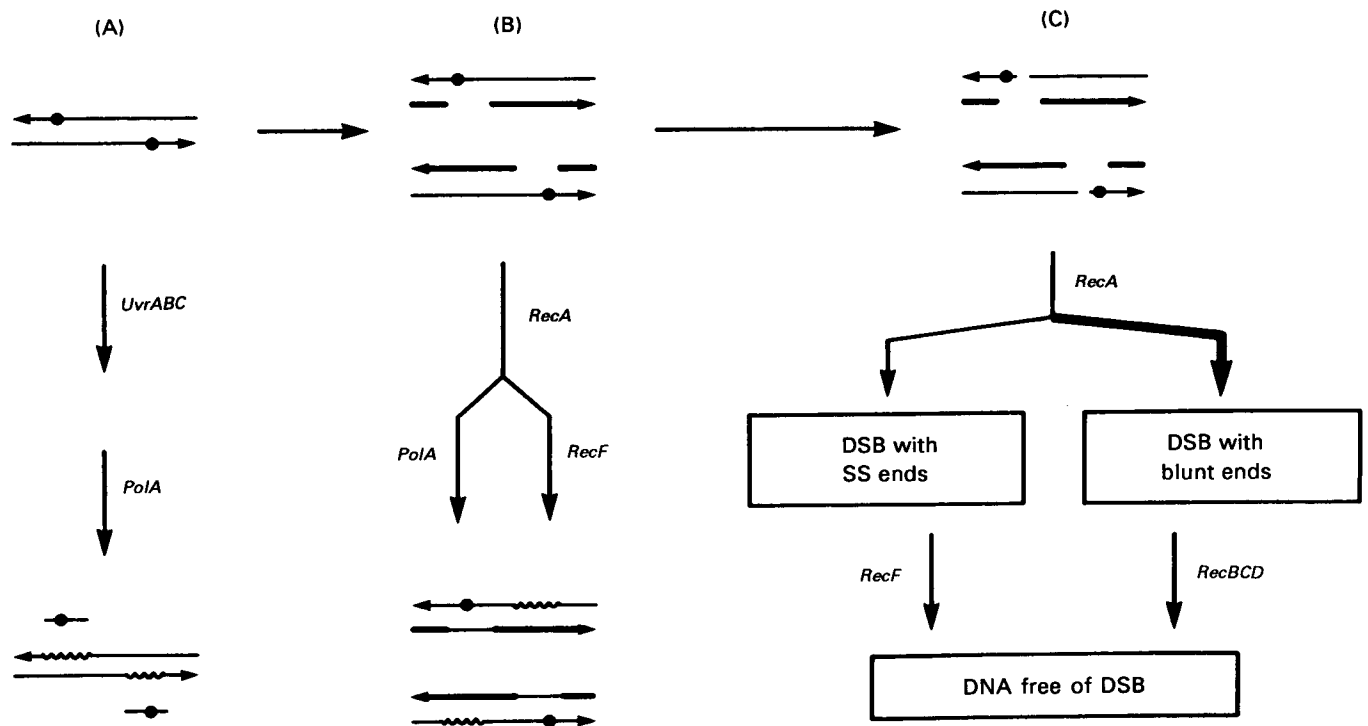 (A)
(B)
(C)
UvrABC
PolA
RecA
PolA
RecF
RecA
DSB with
SS ends
DSB with
blunt ends
RecF
RecBCD
DNA free of DSB